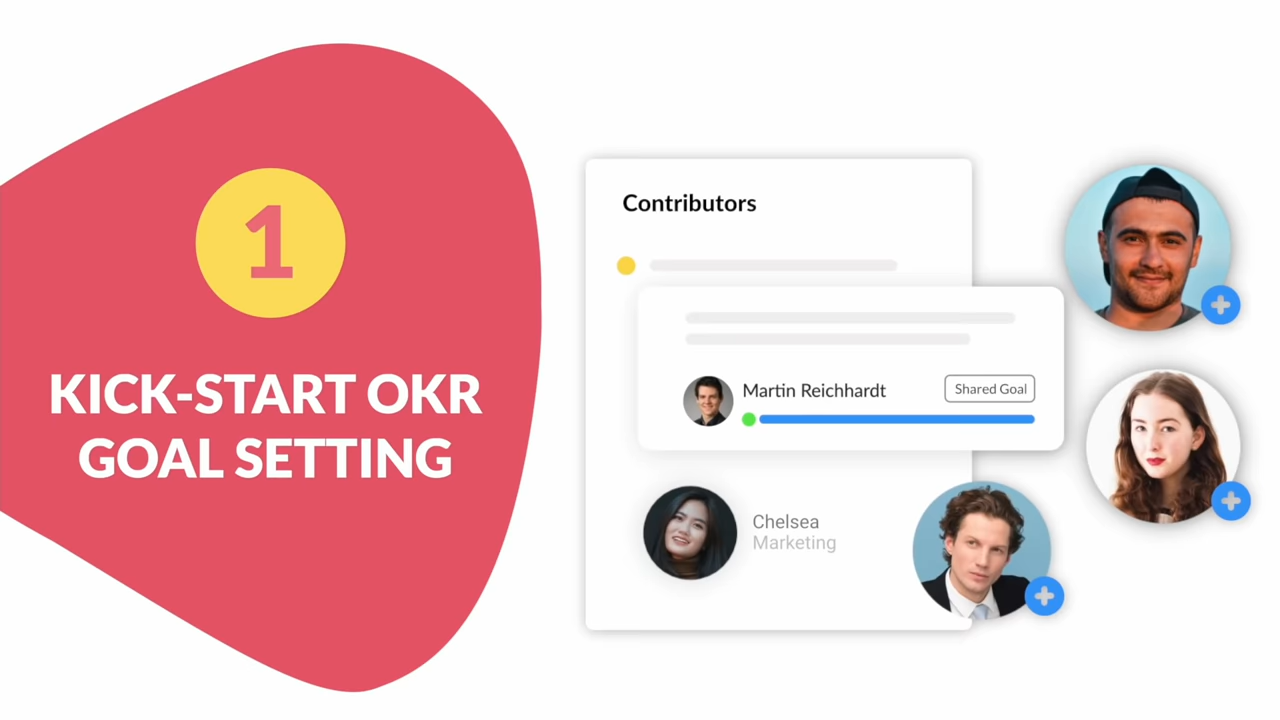 1
KICK-START OKR
GOAL SETTING
Contributors
Martin Reichhardt
Shared Goal
Chelsea
Marketing